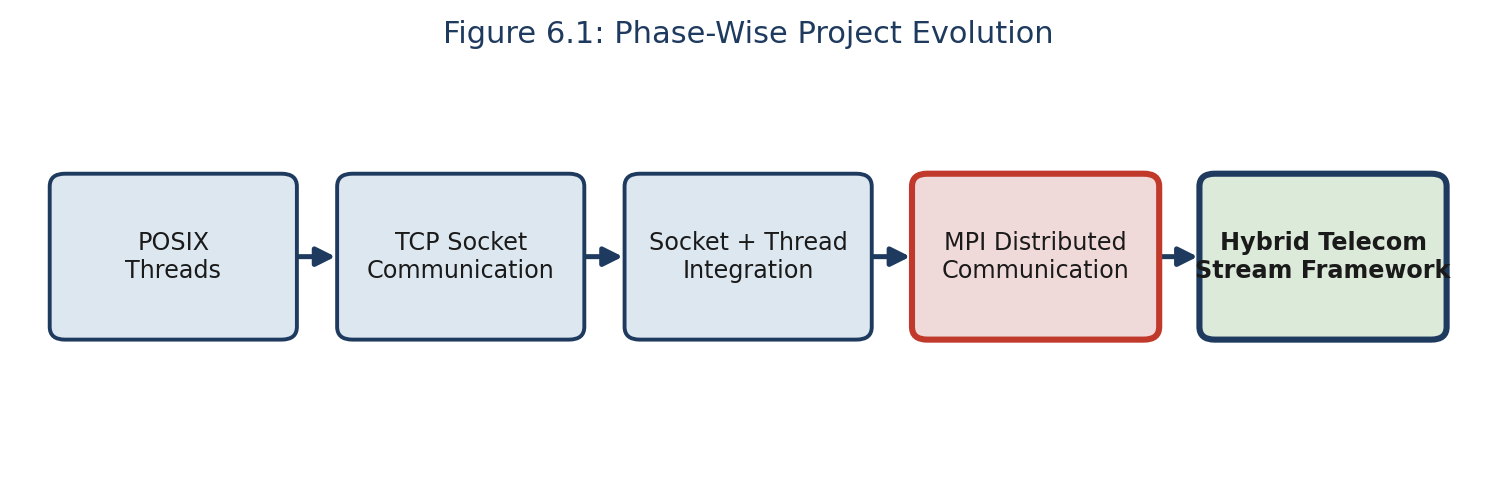 Figure 6.1: Phase-Wise Project Evolution
POSIX
Threads
TCP Socket
Communication
Socket + Thread
Integration
MPI Distributed
Communication
Hybrid Telecom
Stream Framework